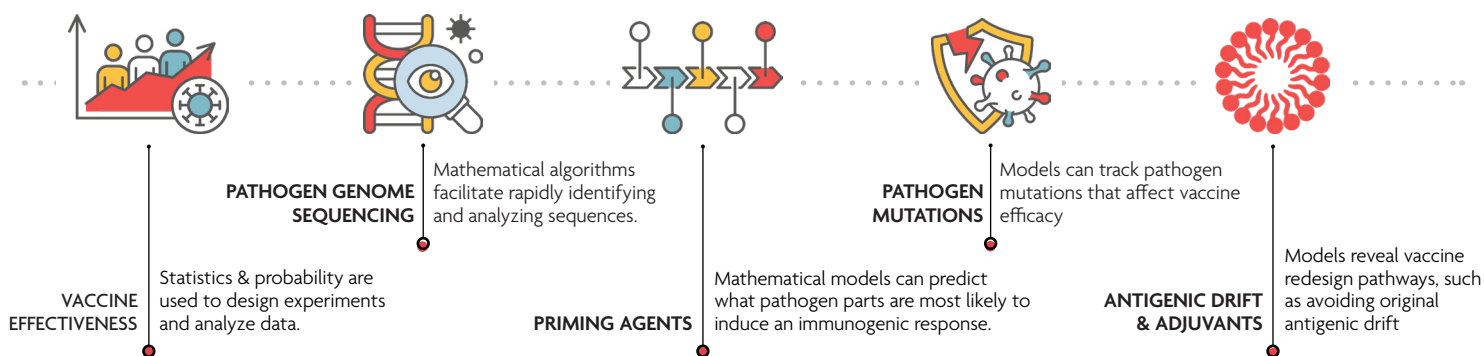 VACCINE
EFFECTIVENESS
Statistics & probability are
used to design experiments
and analyze data.
PATHOGEN GENOME
SEQUENCING
Mathematical algorithms
facilitate rapidly identifying
and analyzing sequences.
PRIMING AGENTS
Mathematical models can predict
what pathogen parts are most likely to
induce an immunogenic response.
PATHOGEN
MUTATIONS
Models can track pathogen
mutations that affect vaccine
efficacy
ANTIGENIC DRIFT
& ADJUVANTS
Models reveal vaccine
redesign pathways, such
as avoiding original
antigenic drift